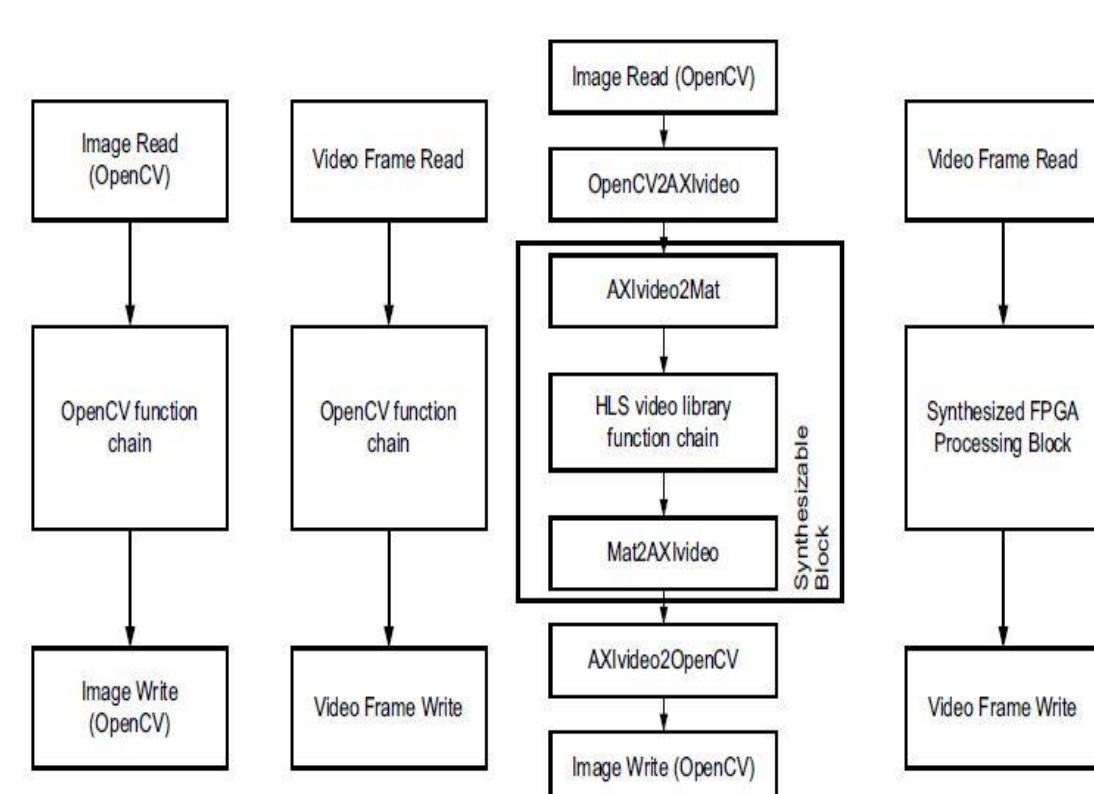 Image Read
(OpenCV)
OpenCV function
chain
Image Write
(OpenCV)
Video Frame Read
OpenCV function
chain
Video Frame Write
Image Read (OpenCV)
OpenCV2AXIvideo
AXIvideo2Mat
HLS video library
function chain
Mat2AXIvideo
Synthesizable
Block
AXIvideo2OpenCV
Image Write (OpenCV)
Video Frame Read
Synthesized FPGA
Processing Block
Video Frame Write